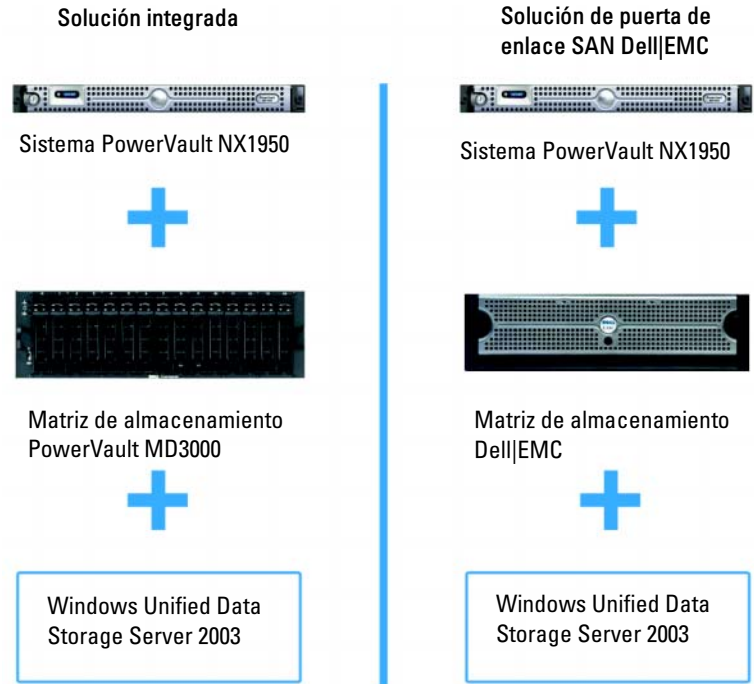 Solución integrada
Sistema PowerVault NX1950
Matriz de almacenamiento
PowerVault MD3000
Windows Unified Data
Storage Server 2003
Solución de puerta de
enlace SAN Dell|EMC
Sistema PowerVault NX1950
Matriz de almacenamiento
Dell|EMC
Windows Unified Data
Storage Server 2003